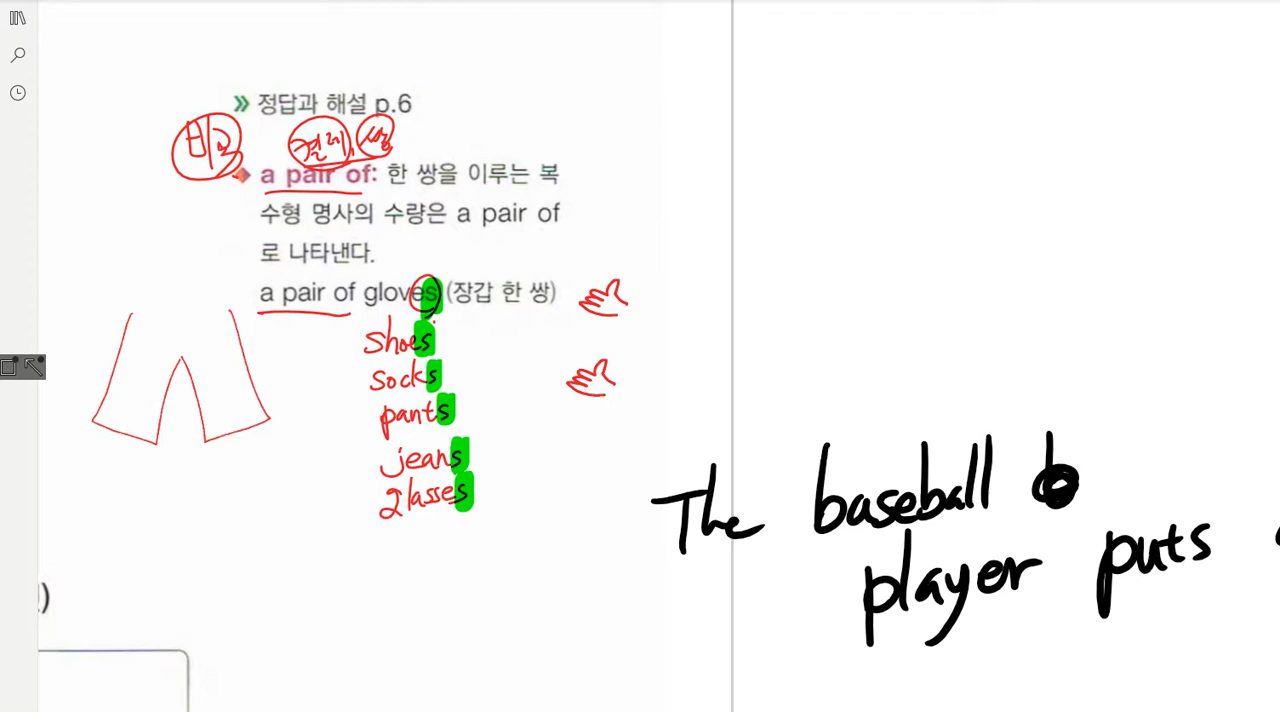 » 정답과 해설 p.6
비교 켤레, 쌍
a pair of: 한 쌍을 이루는 복
수형 명사의 수량은 a pair of
로 나타낸다.
a pair of gloves (장갑 한 쌍)
shoes
socks
pants
jeans
glasses
)
The baseball
player puts